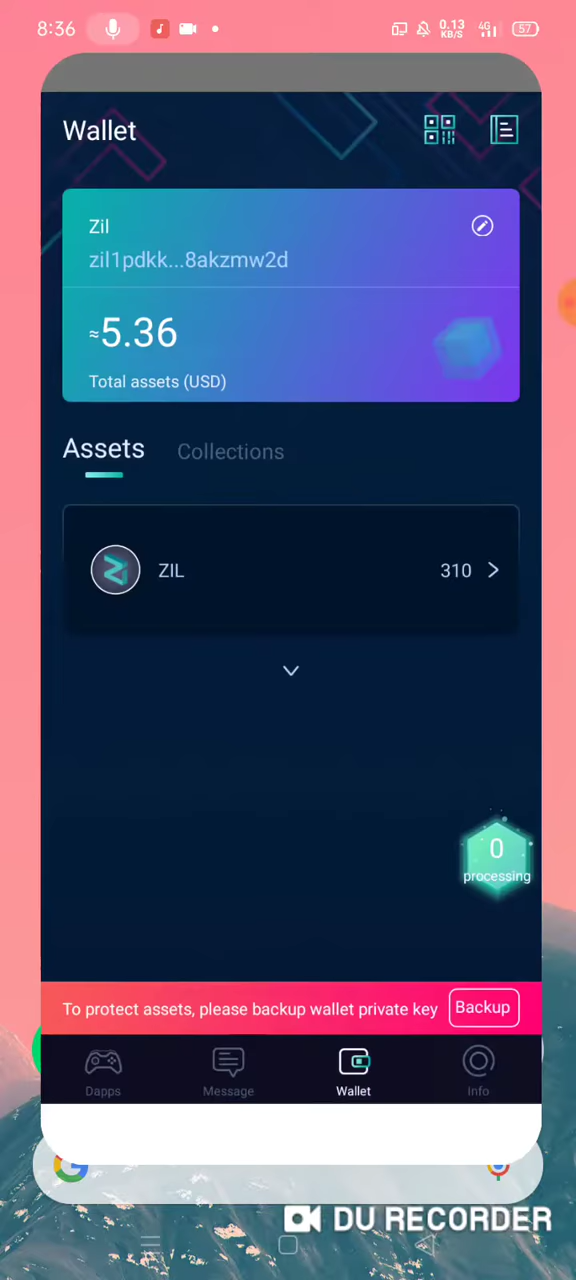 8:36
0.13
KB/S
4G
57
Wallet
Zil
zil1pdkk...8akzmw2d
≈5.36
Total assets (USD)
Assets Collections
ZIL 310
0
processing
To protect assets, please backup wallet private key Backup
Dapps Message Wallet Info
DU RECORDER